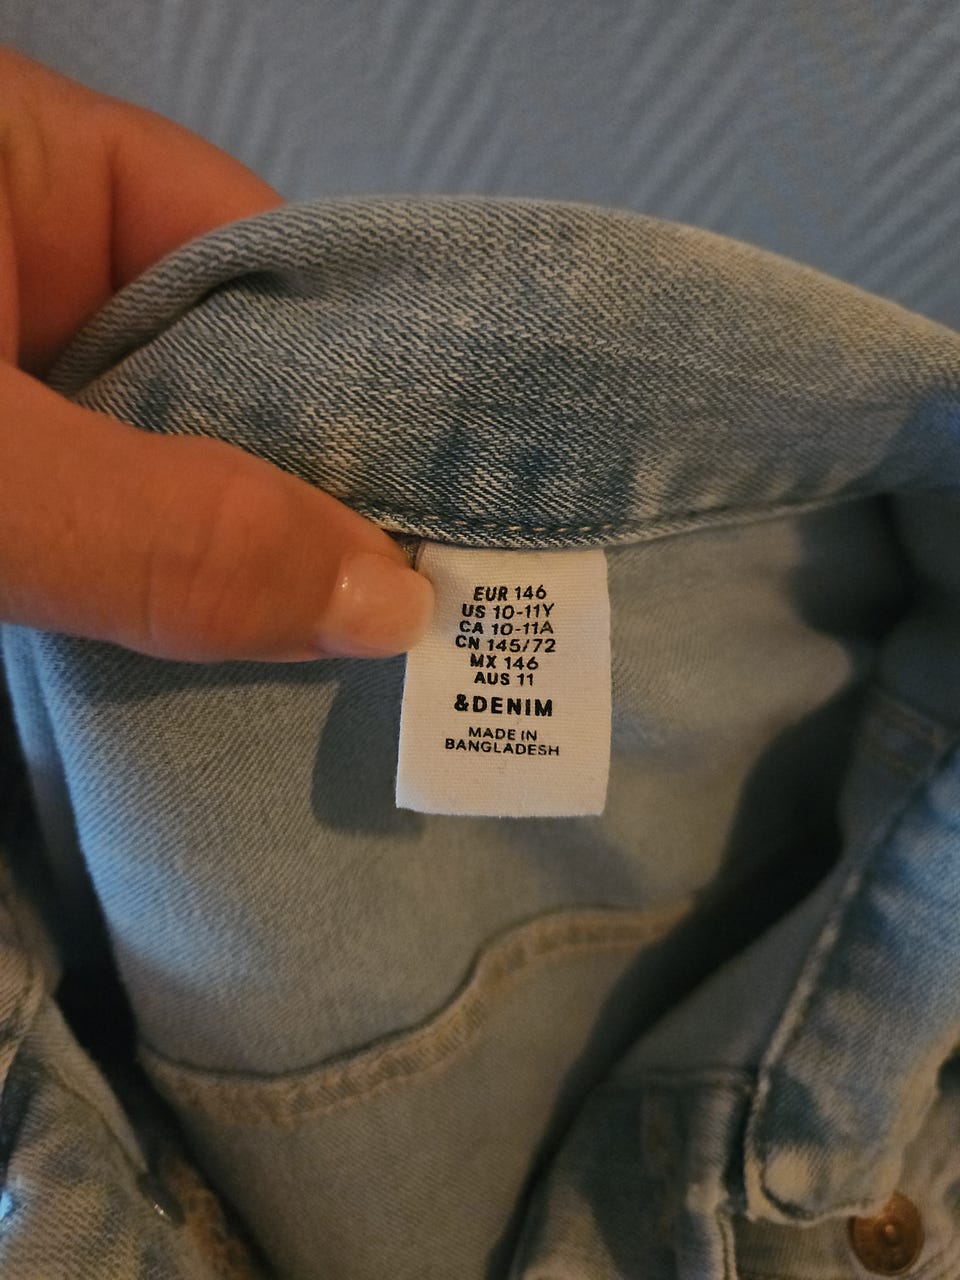 EUR 146
US 10-11Y
CA 10-11A
CN 145/72
MX 146
AUS 11
&DENIM
MADE IN
BANGLADESH